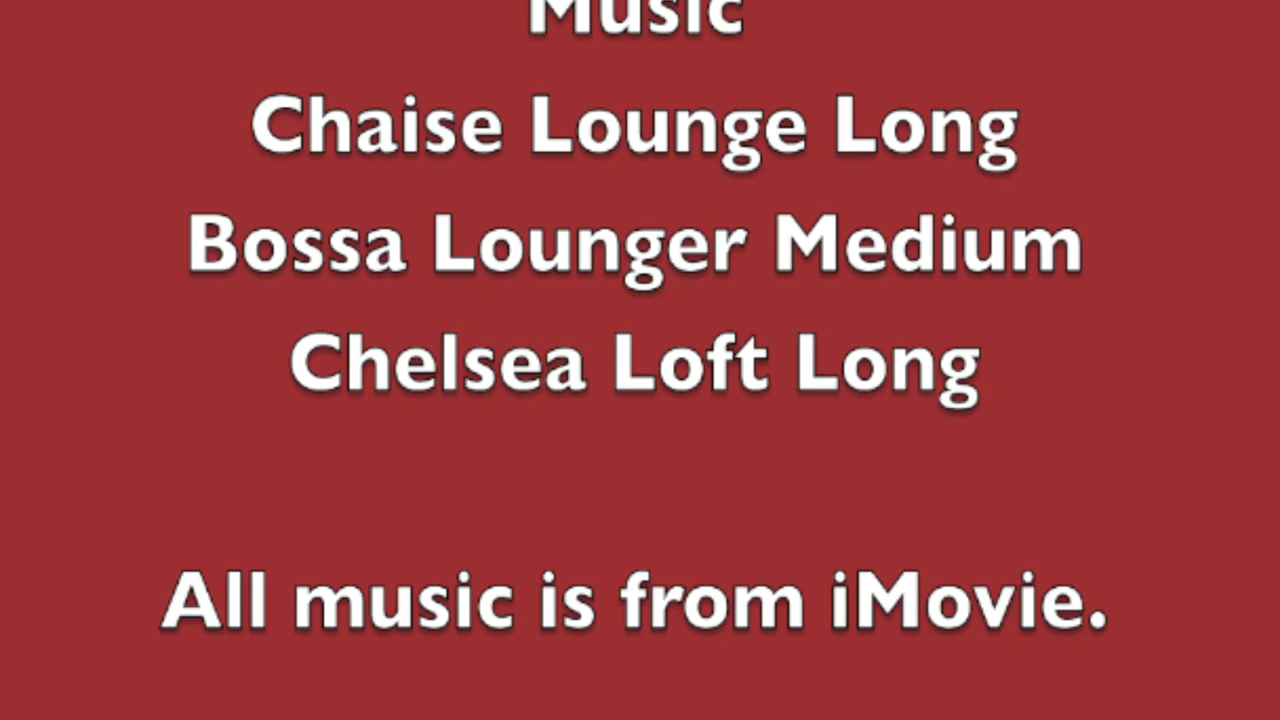 Music
Chaise Lounge Long
Bossa Lounger Medium
Chelsea Loft Long
All music is from iMovie.